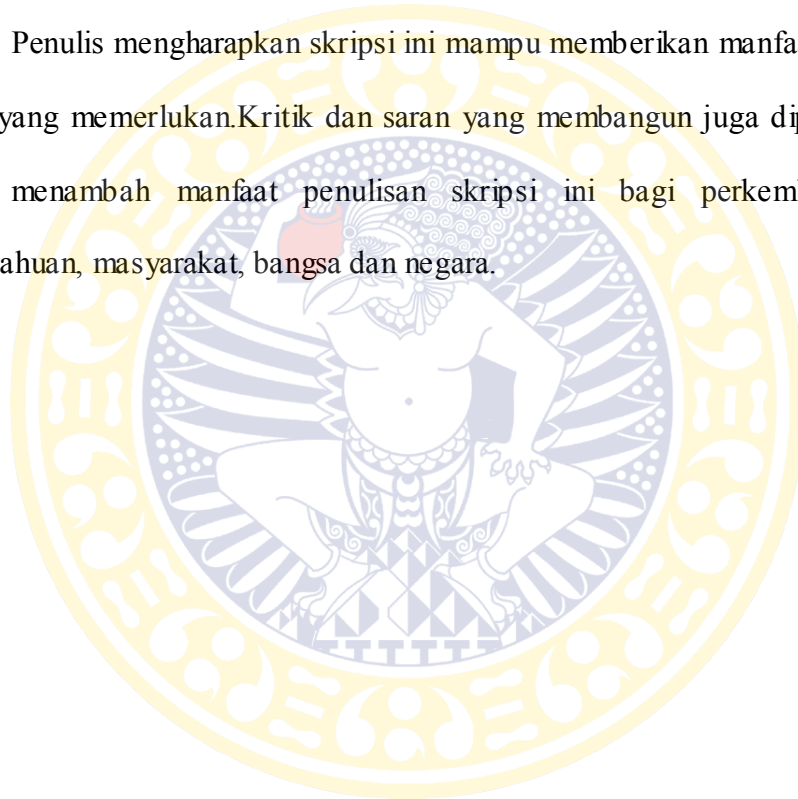 Penulis mengharapkan skripsi ini mampu memberikan manfa
yang memerlukan.Kritik dan saran yang membangun juga dip
menambah manfaat penulisan skripsi ini bagi perkemb
ahuan, masyarakat, bangsa dan negara.